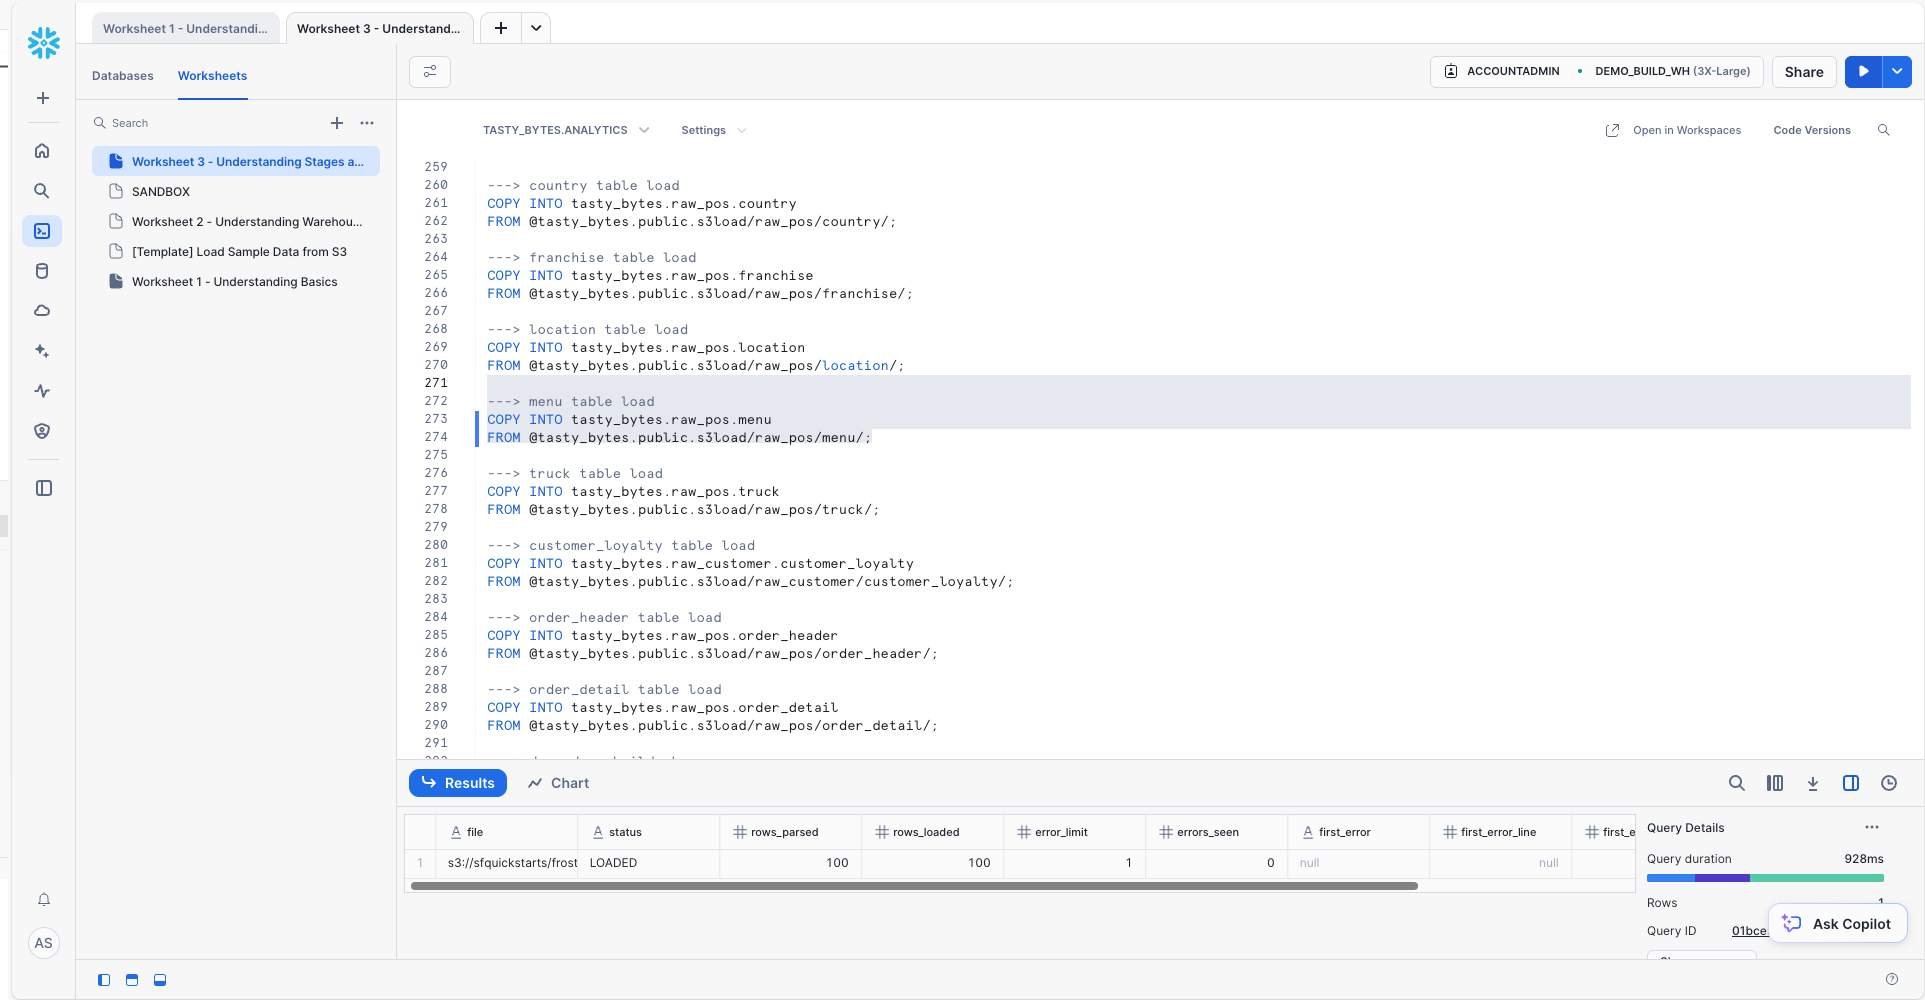 Worksheet 1 - Understandi...
Worksheet 3 - Understand...
Databases
Worksheets
ACCOUNTADMIN
DEMO_BUILD_WH (3X-Large)
Share
Search
TASTY_BYTES.ANALYTICS
Settings
Open in Workspaces
Code Versions
Worksheet 3 - Understanding Stages a...
SANDBOX
Worksheet 2 - Understanding Warehou...
[Template] Load Sample Data from S3
Worksheet 1 - Understanding Basics
259
260 ---> country table load
261 COPY INTO tasty_bytes.raw_pos.country
262 FROM @tasty_bytes.public.s3load/raw_pos/country/;
263
264 ---> franchise table load
265 COPY INTO tasty_bytes.raw_pos.franchise
266 FROM @tasty_bytes.public.s3load/raw_pos/franchise/;
267
268 ---> location table load
269 COPY INTO tasty_bytes.raw_pos.location
270 FROM @tasty_bytes.public.s3load/raw_pos/location/;
271
272 ---> menu table load
273 COPY INTO tasty_bytes.raw_pos.menu
274 FROM @tasty_bytes.public.s3load/raw_pos/menu/;
275
276 ---> truck table load
277 COPY INTO tasty_bytes.raw_pos.truck
278 FROM @tasty_bytes.public.s3load/raw_pos/truck/;
279
280 ---> customer_loyalty table load
281 COPY INTO tasty_bytes.raw_customer.customer_loyalty
282 FROM @tasty_bytes.public.s3load/raw_customer/customer_loyalty/;
283
284 ---> order_header table load
285 COPY INTO tasty_bytes.raw_pos.order_header
286 FROM @tasty_bytes.public.s3load/raw_pos/order_header/;
287
288 ---> order_detail table load
289 COPY INTO tasty_bytes.raw_pos.order_detail
290 FROM @tasty_bytes.public.s3load/raw_pos/order_detail/;
291
Results
Chart
file status rows_parsed rows_loaded error_limit errors_seen first_error first_error_line first_e
1 s3://sfquickstarts/frost LOADED 100 100 1 0 null null
Query Details
Query duration 928ms
Rows 1
Query ID 01bce
Ask Copilot
AS